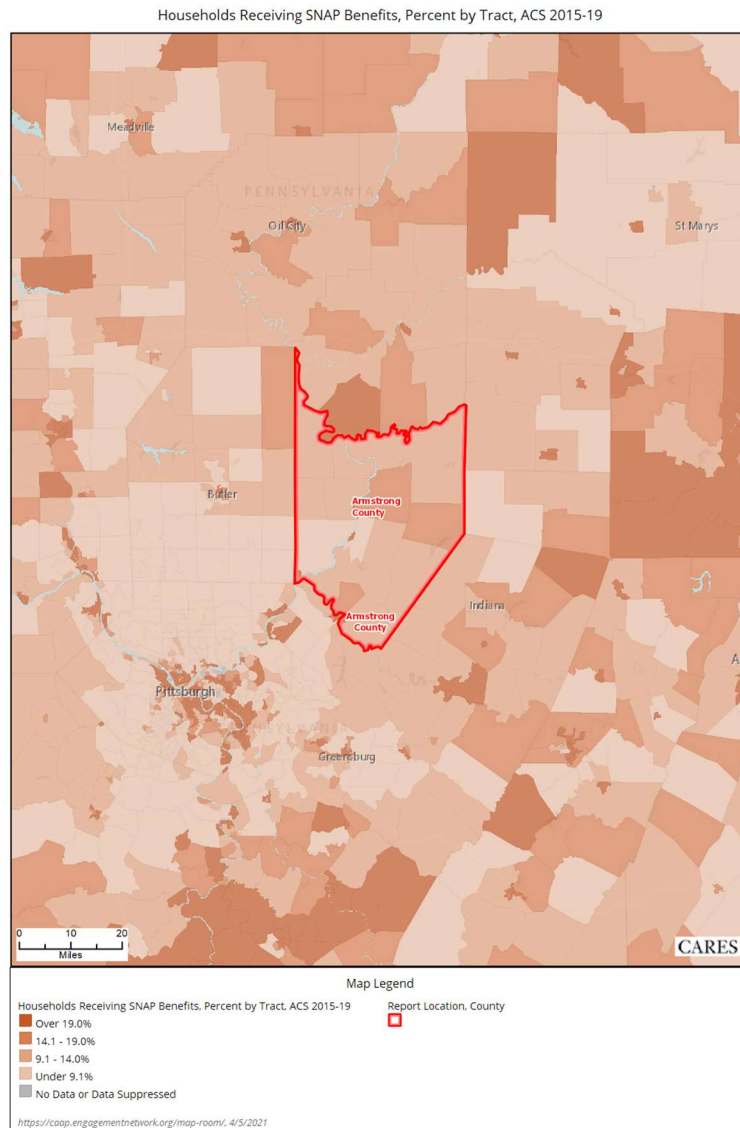 Households Receiving SNAP Benefits, Percent by Tract, ACS 2015-19
Meadville
PENNSYLVANIA
Oil City
St Marys
Butler
Armstrong
County
Indiana
Armstrong
County
A
Pittsburgh
Greensburg
0 10 20
Miles
CARES
Map Legend
Households Receiving SNAP Benefits, Percent by Tract, ACS 2015-19
Over 19.0%
14.1 - 19.0%
9.1 - 14.0%
Under 9.1%
No Data or Data Suppressed
Report Location, County
https://caap.engagementnetwork.org/map-room/, 4/5/2021